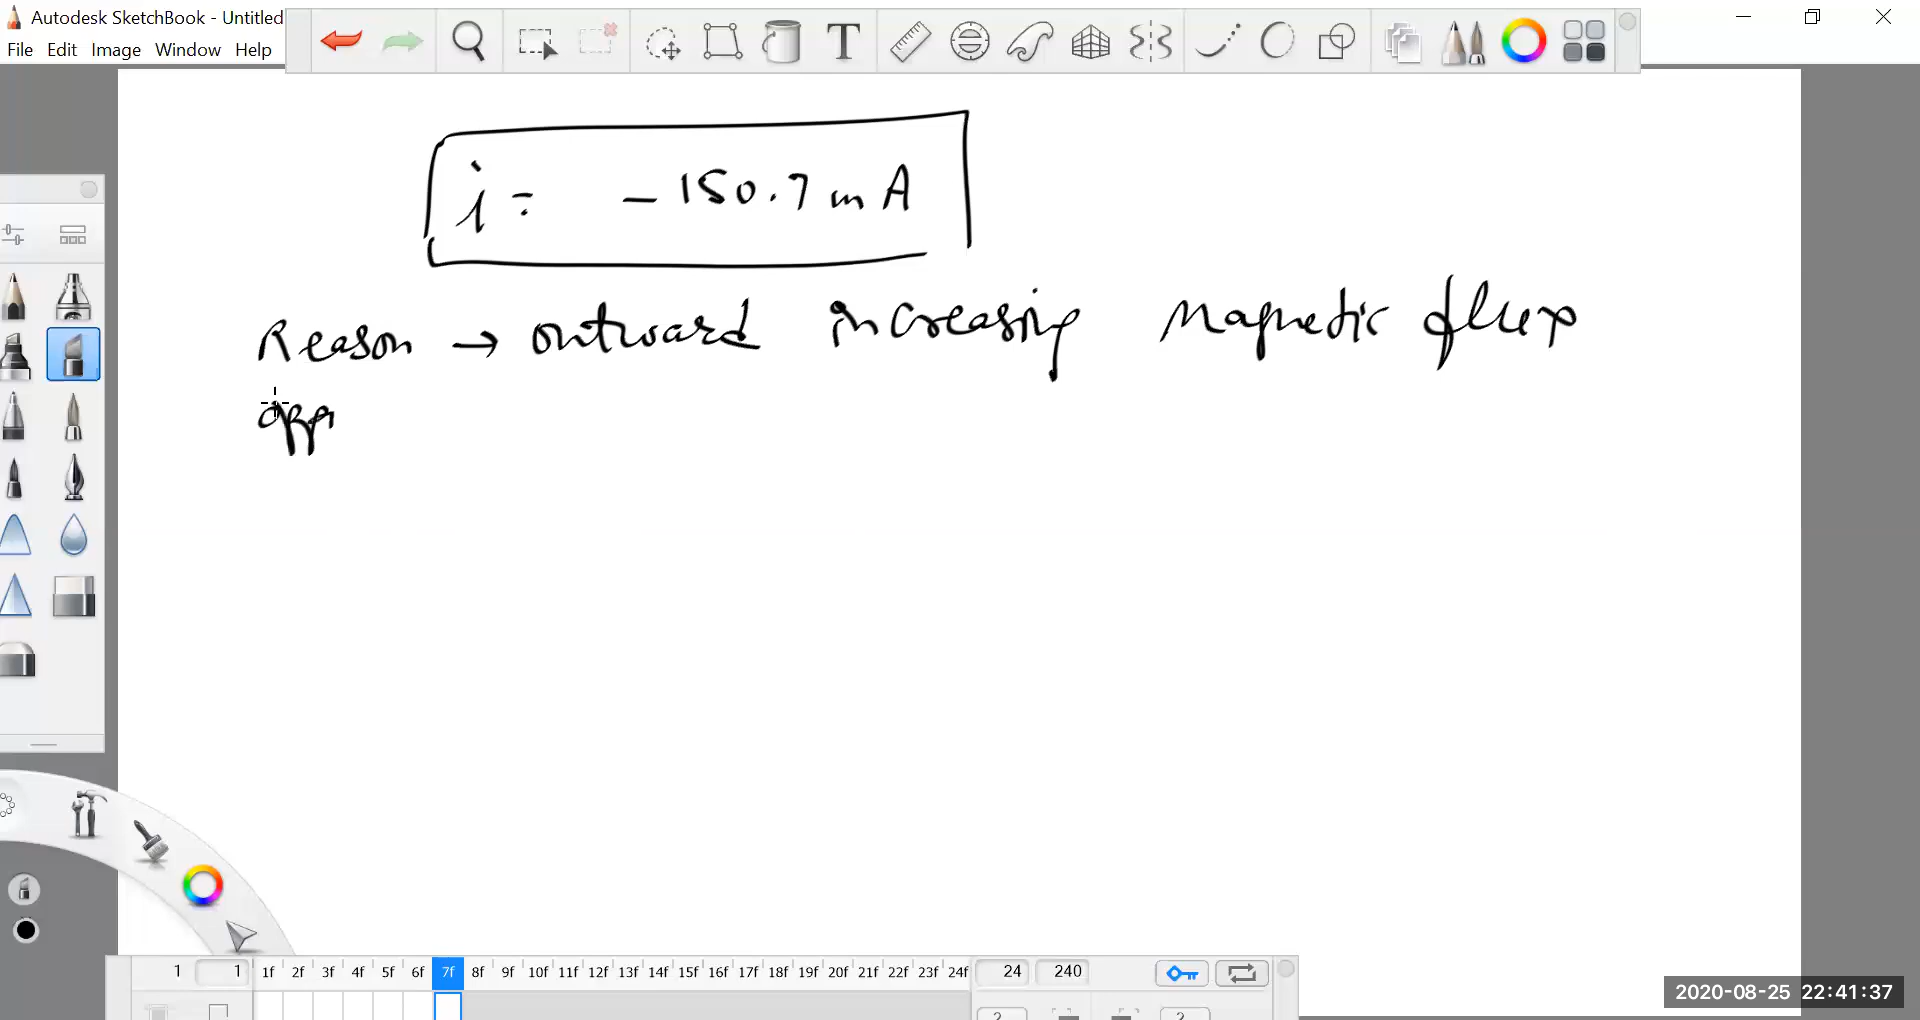 Autodesk SketchBook - Untitled
File Edit Image Window Help
T
i = - 150.7 mA
Reason → outward increasing Magnetic flux
opp
1 1 1f 2f 3f 4f 5f 6f 7f 8f 9f 10f 11f 12f 13f 14f 15f 16f 17f 18f 19f 20f 21f 22f 23f 24f 24 240
2 2
2020-08-25 22:41:37